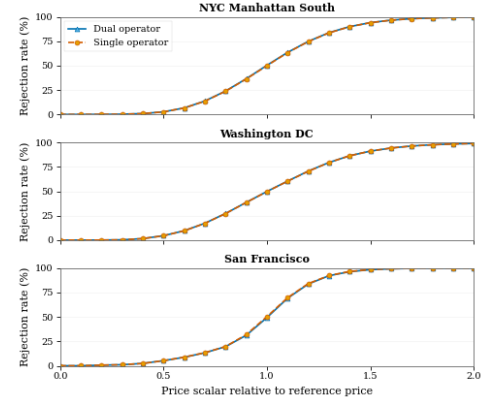 NYC Manhattan South
Rejection rate (%)
100
75
50
25
0
Dual operator
Single operator
Washington DC
Rejection rate (%)
100
75
50
25
0
San Francisco
Rejection rate (%)
100
75
50
25
0
0.0 0.5 1.0 1.5 2.0
Price scalar relative to reference price